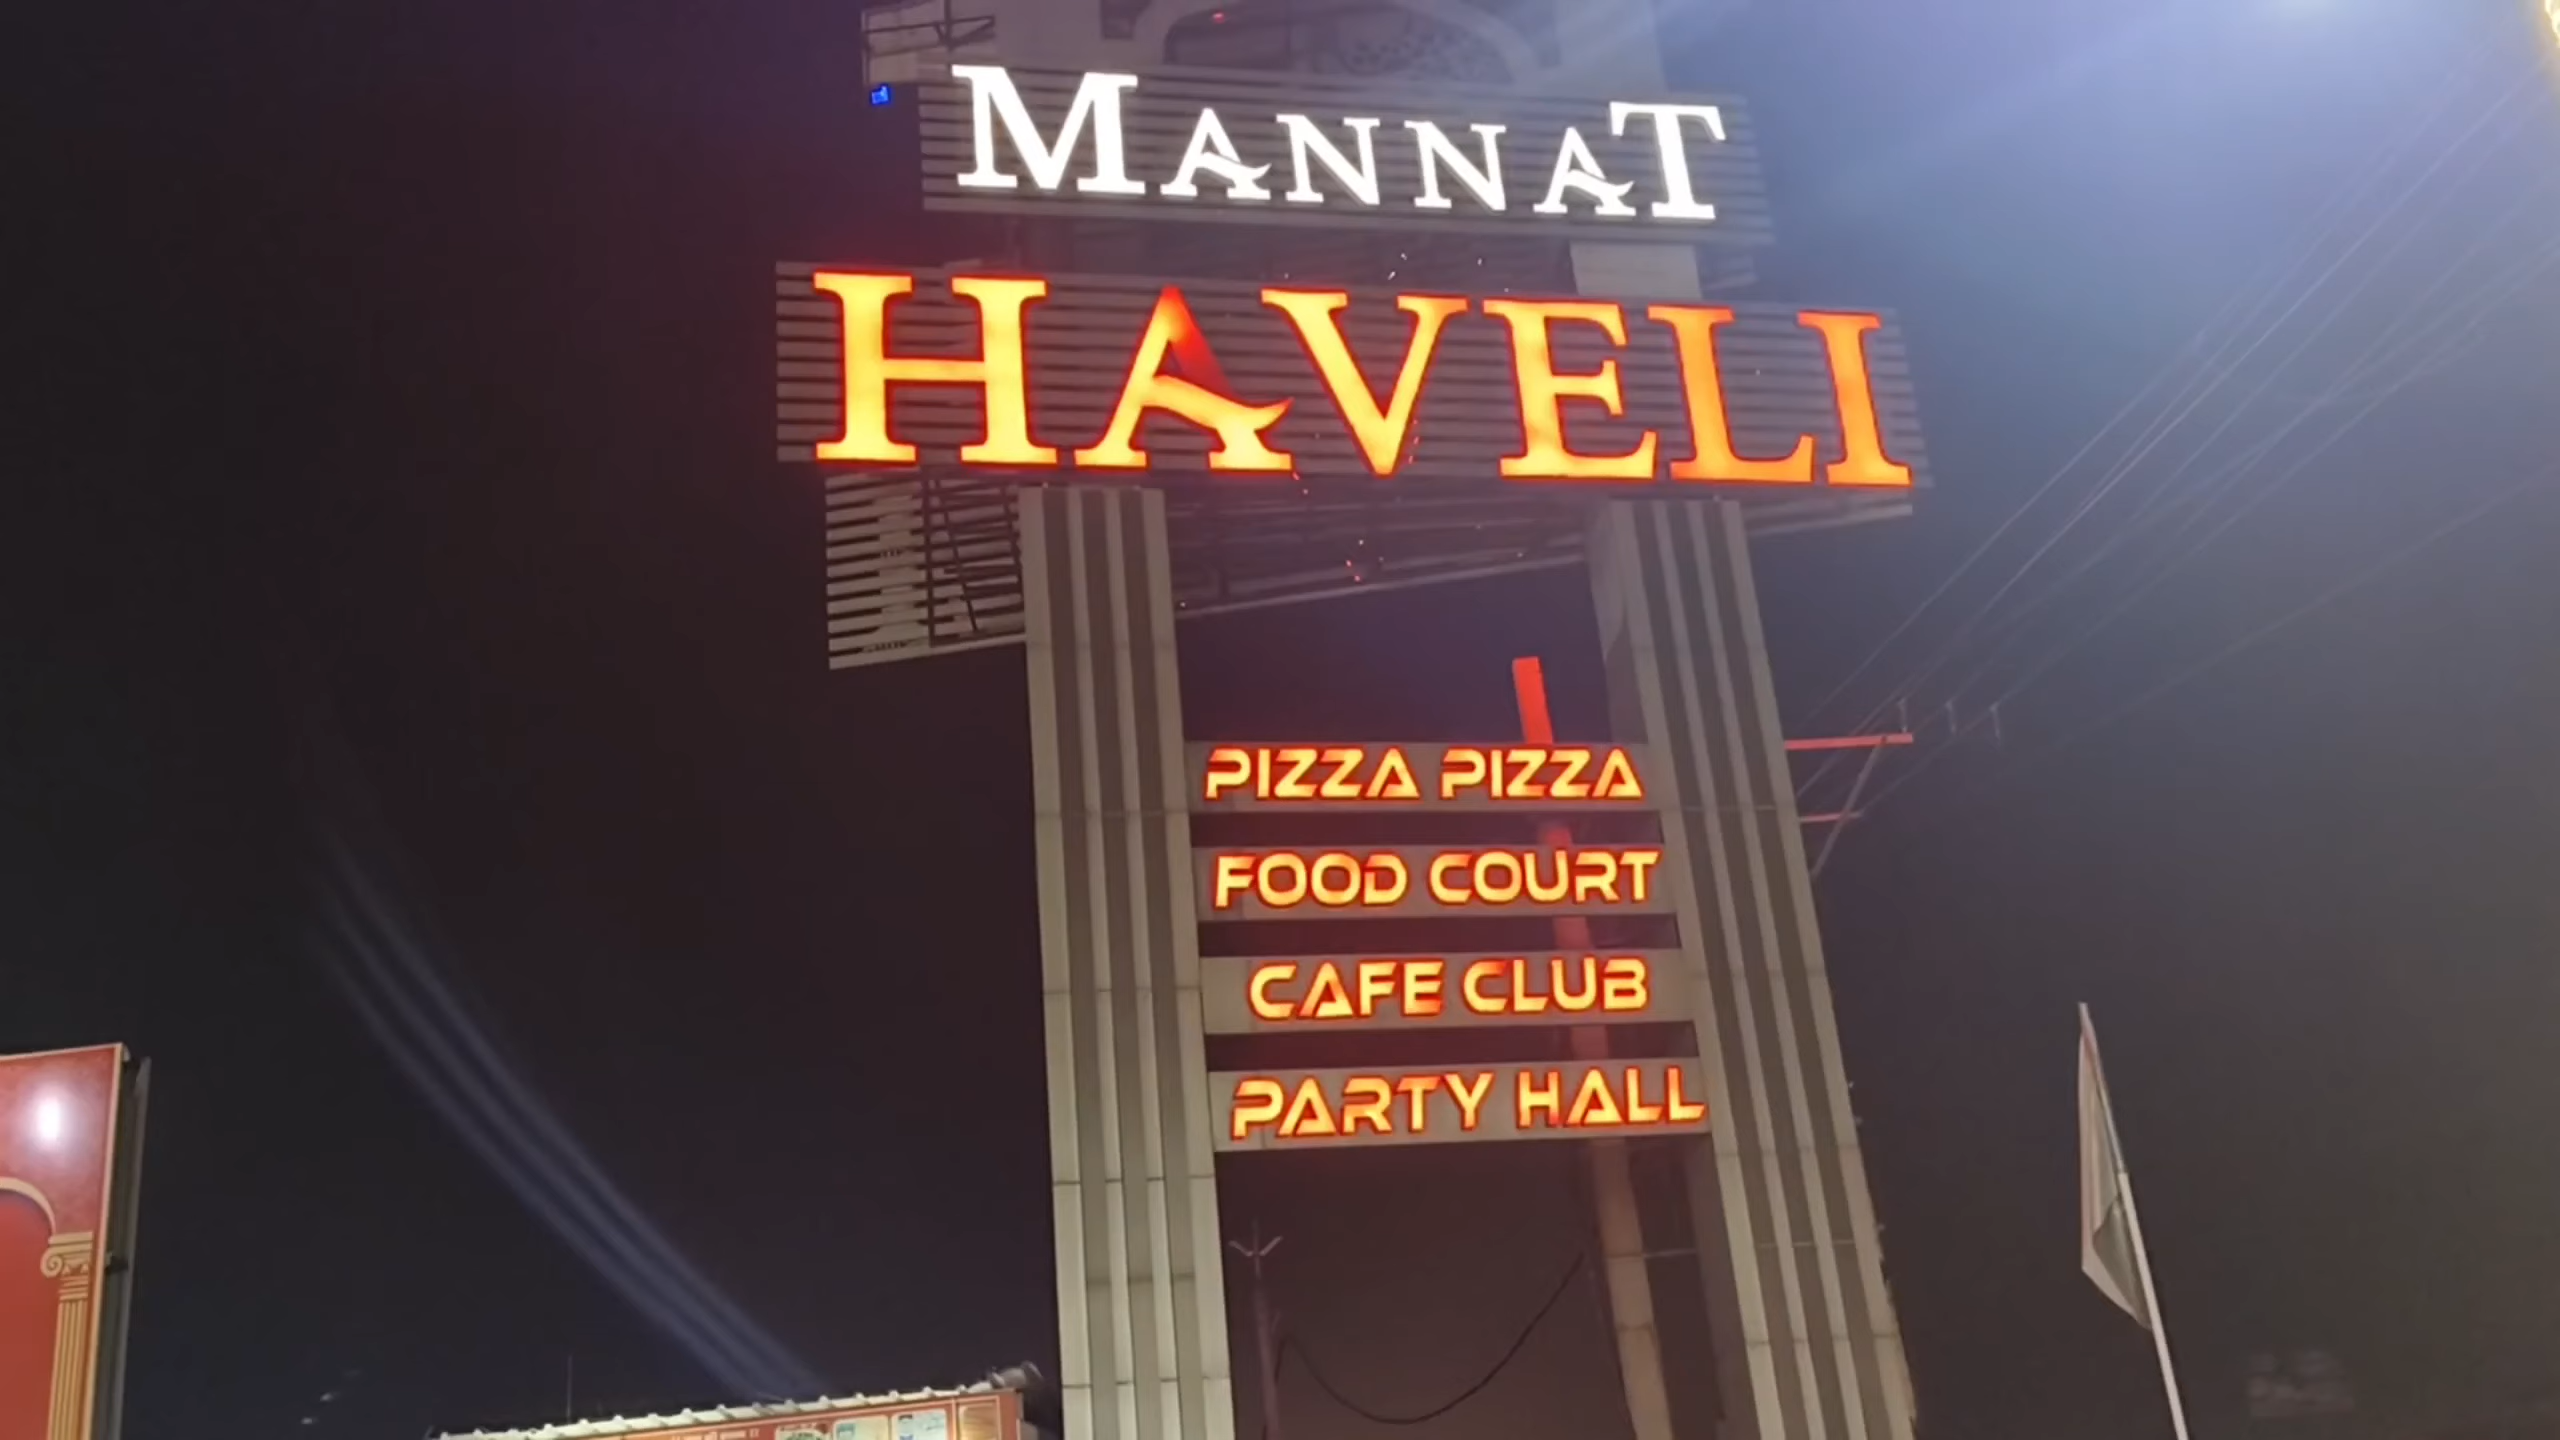 MANNAT
HAVELI
PIZZA PIZZA
FOOD COURT
CAFE CLUB
PARTY HALL